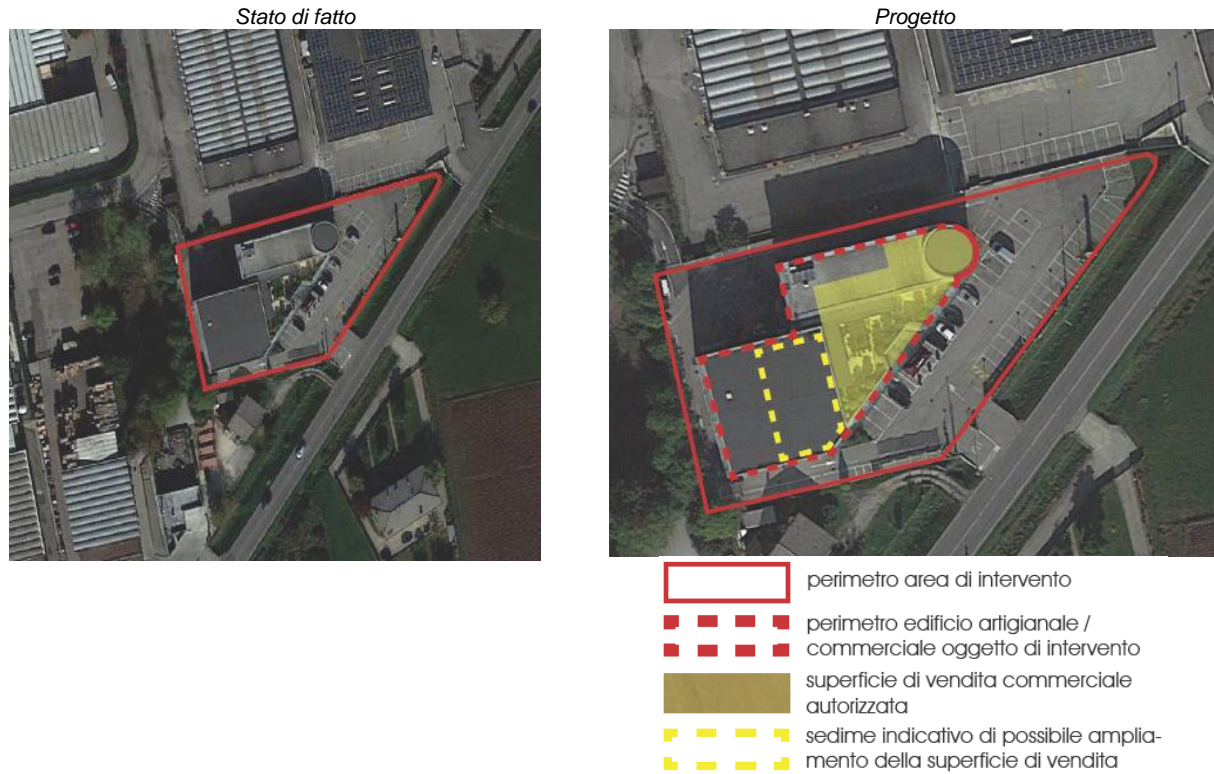 Stato di fatto
Progetto
perimetro area di intervento
perimetro edificio artigianale /
commerciale oggetto di intervento
superficie di vendita commerciale
autorizzata
sedime indicativo di possibile amplia-
mento della superficie di vendita